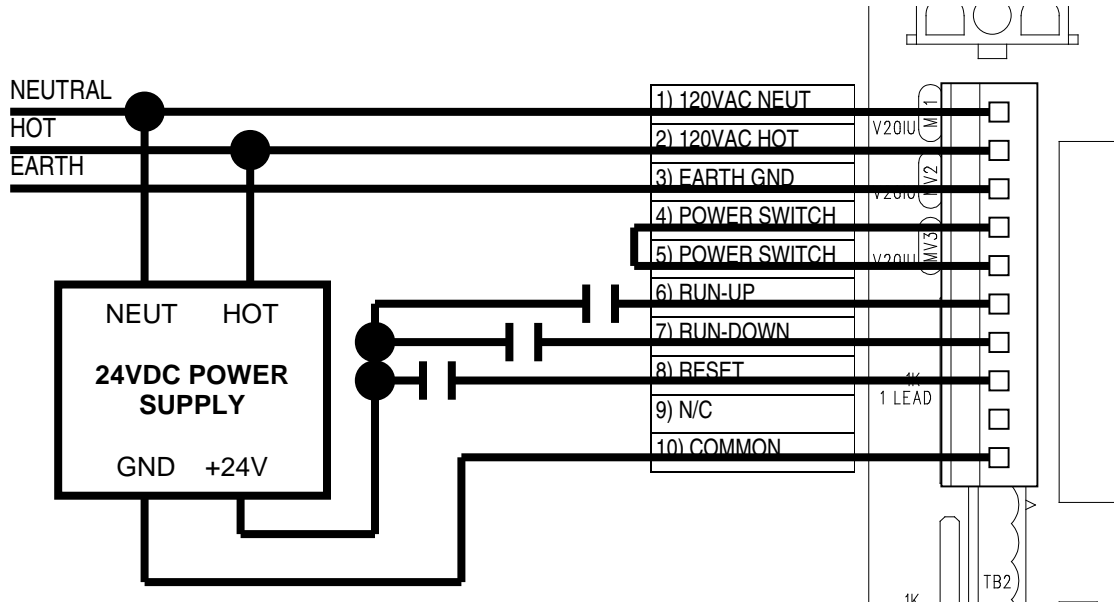 NEUTRAL
HOT
EARTH
1) 120VAC NEUT
2) 120VAC HOT
3) EARTH GND
4) POWER SWITCH
5) POWER SWITCH
6) RUN-UP
7) RUN-DOWN
8) RESET
9) N/C
10) COMMON
V20IU
V20IU
MV2
V20IU
MV3
1K
1 LEAD
NEUT HOT
24VDC POWER
SUPPLY
GND +24V
TB2
1K